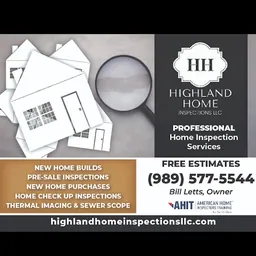 HH
HIGHLAND
HOME
INSPECTIONS LLC
PROFESSIONAL
Home Inspection
Services
NEW HOME BUILDS
PRE-SALE INSPECTIONS
NEW HOME PURCHASES
HOME CHECK UP INSPECTIONS
THERMAL IMAGING & SEWER SCOPE
FREE ESTIMATES
(989) 577-5544
Bill Letts, Owner
AHIT
AMERICAN HOME
INSPECTORS TRAINING
highlandhomeinspectionsllc.com